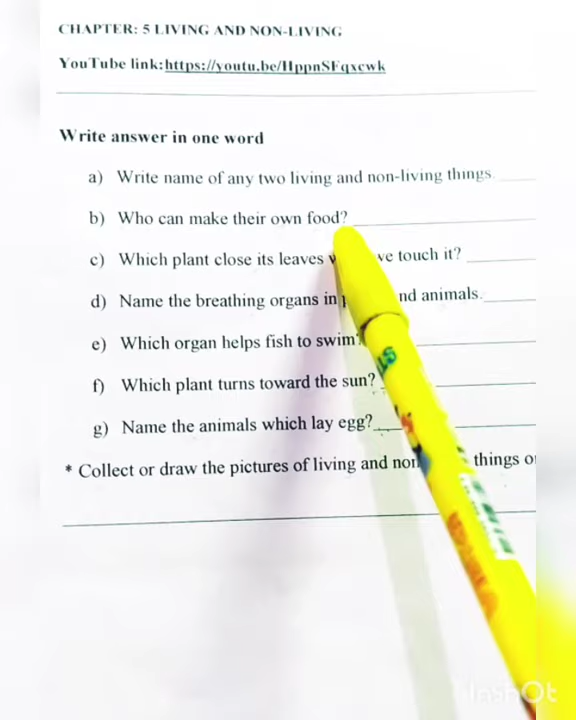 CHAPTER: 5 LIVING AND NON-LIVING
YouTube link:https://youtu.be/HppnSFqxcwk
Write answer in one word
a) Write name of any two living and non-living things
b) Who can make their own food?
c) Which plant close its leaves ve touch it?
d) Name the breathing organs in nd animals.
e) Which organ helps fish to swim
f) Which plant turns toward the sun?
g) Name the animals which lay egg?
* Collect or draw the pictures of living and non things